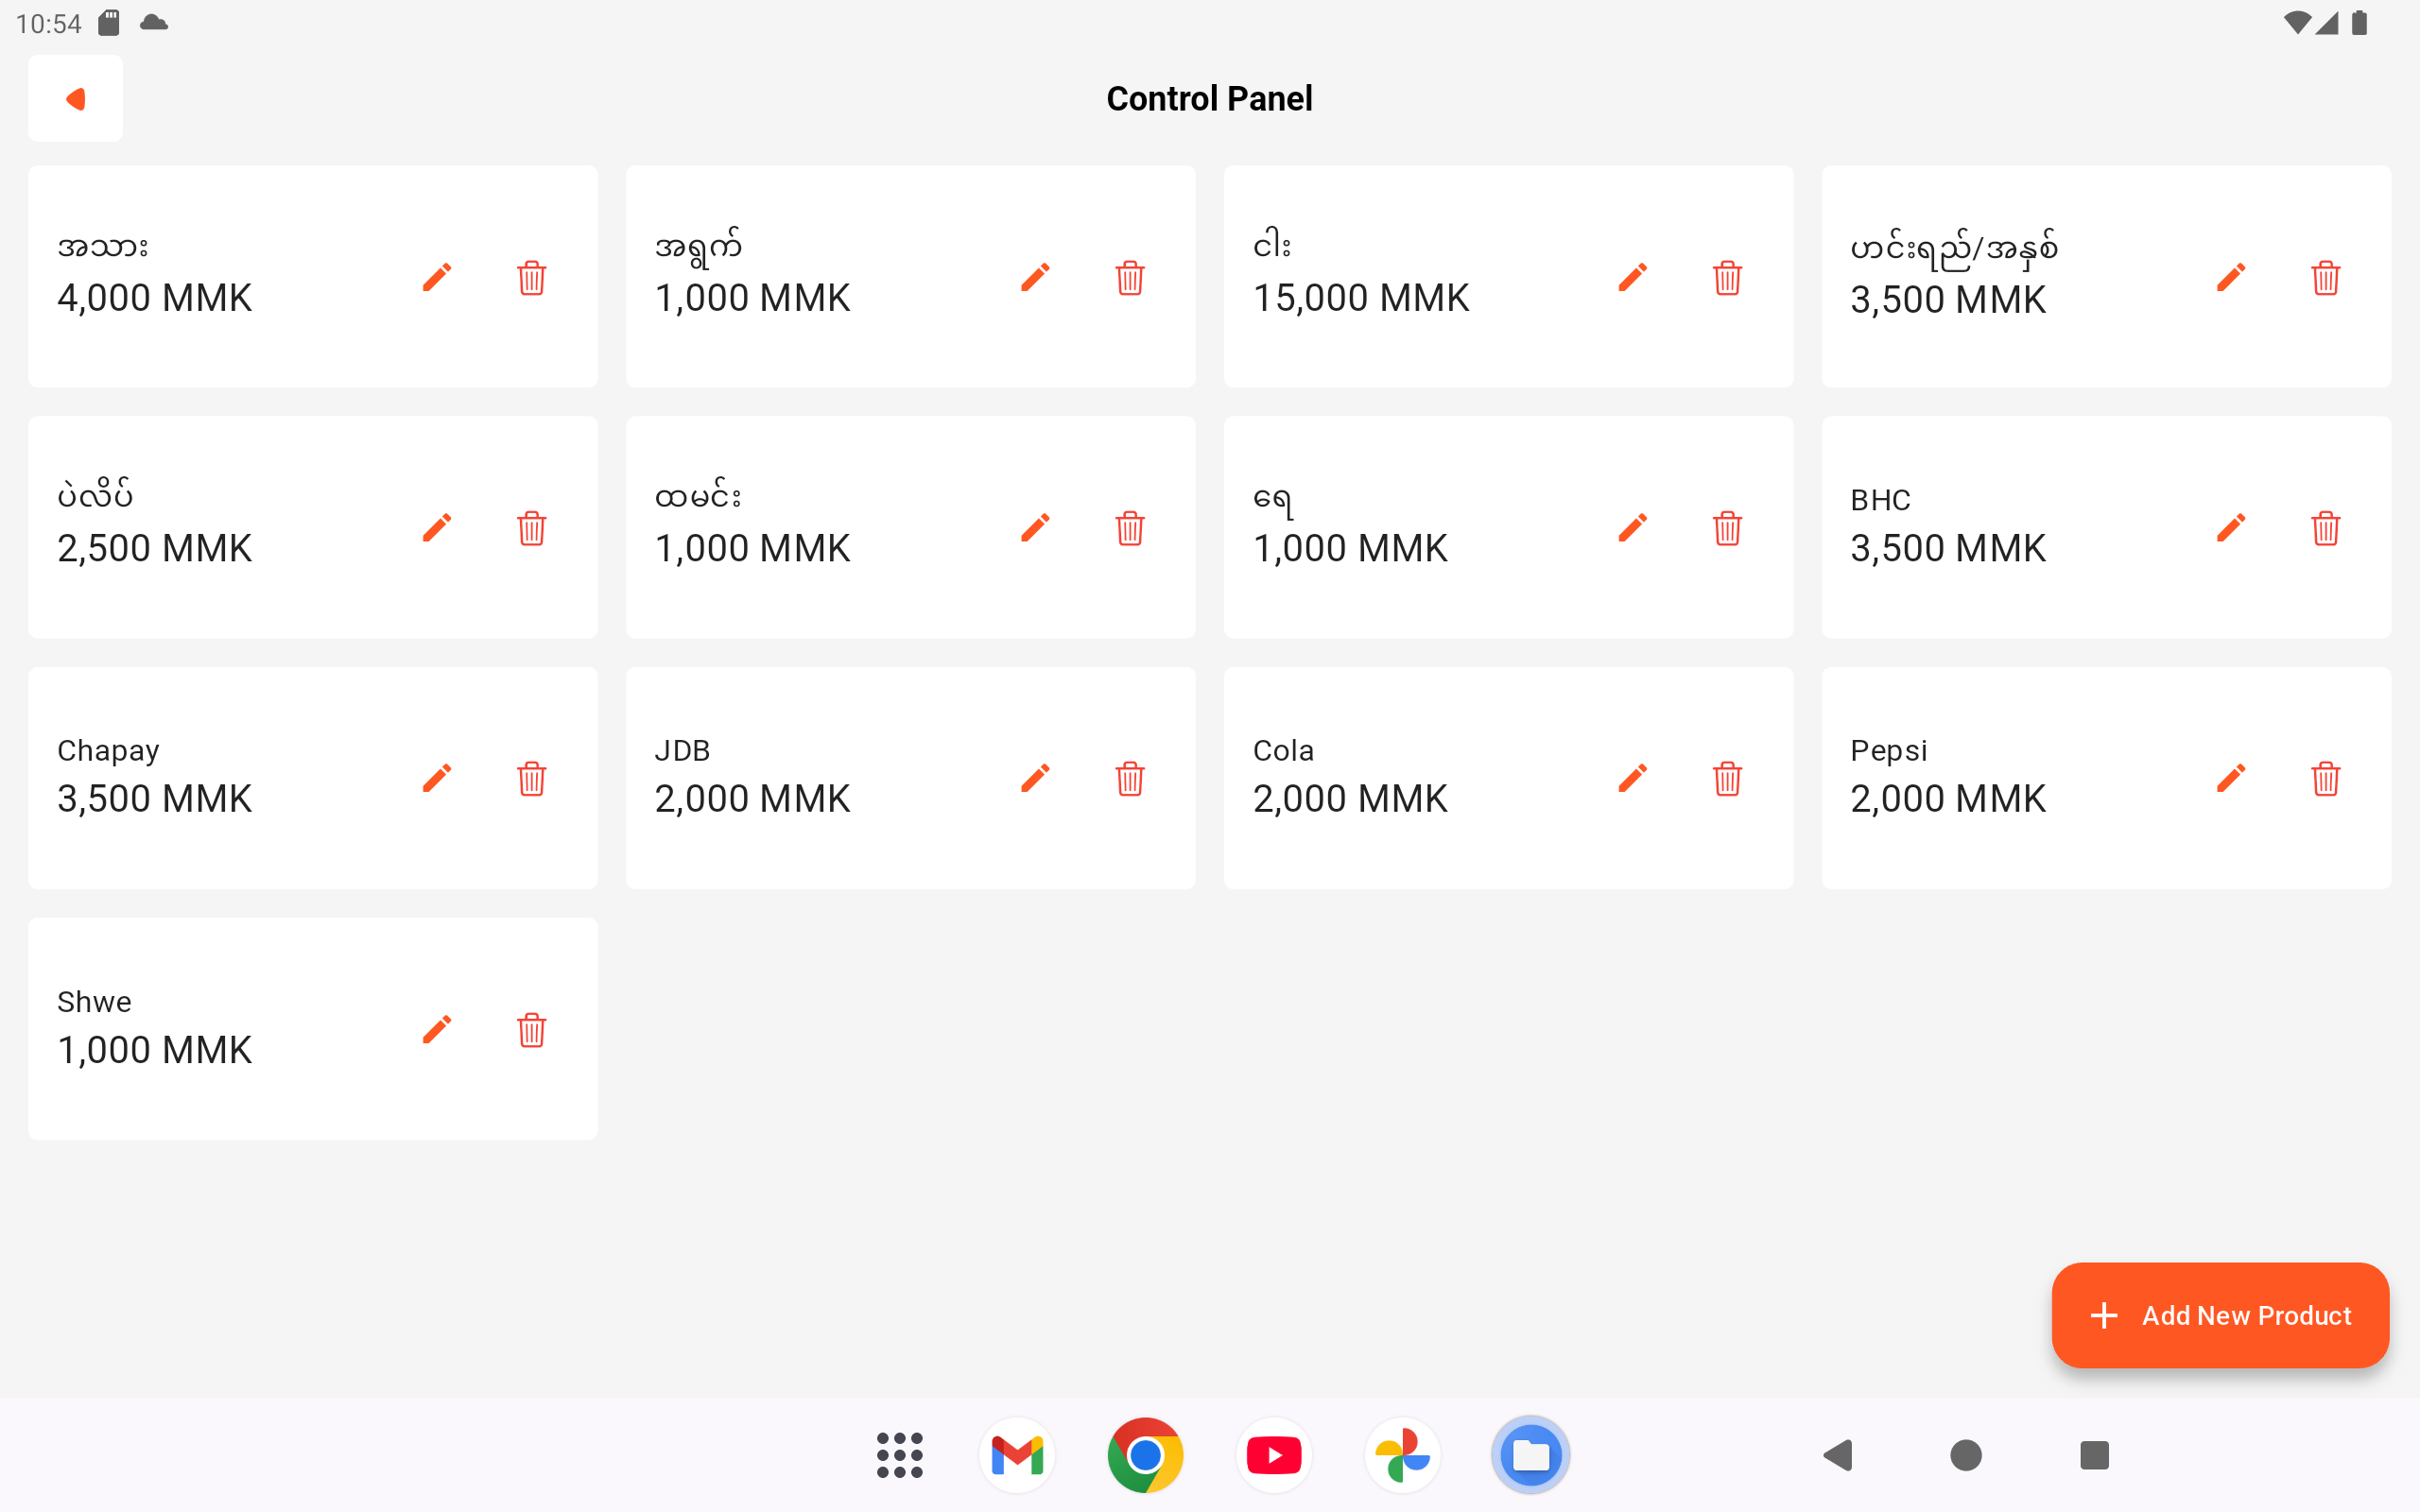 10:54
Control Panel
အသား
4,000 MMK
အရွက်
1,000 MMK
ငါး
15,000 MMK
ဟင်းရည်/အနှစ်
3,500 MMK
ပဲလိပ်
2,500 MMK
ထမင်း
1,000 MMK
ရေ
1,000 MMK
BHC
3,500 MMK
Chapay
3,500 MMK
JDB
2,000 MMK
Cola
2,000 MMK
Pepsi
2,000 MMK
Shwe
1,000 MMK
Add New Product